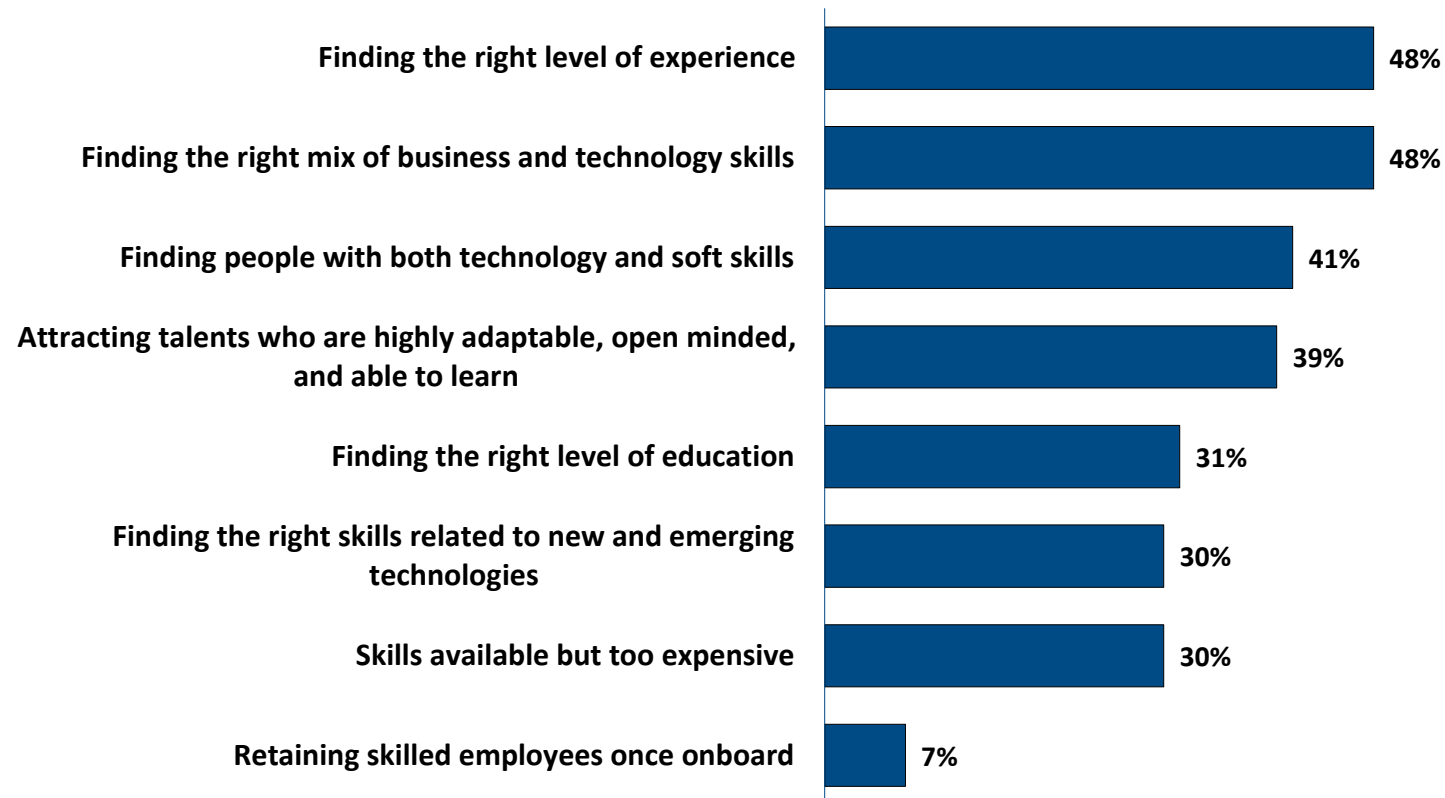 Finding the right level of experience
48%
Finding the right mix of business and technology skills
48%
Finding people with both technology and soft skills
41%
Attracting talents who are highly adaptable, open minded,
and able to learn
39%
Finding the right level of education
31%
Finding the right skills related to new and emerging
technologies
30%
Skills available but too expensive
30%
Retaining skilled employees once onboard
7%